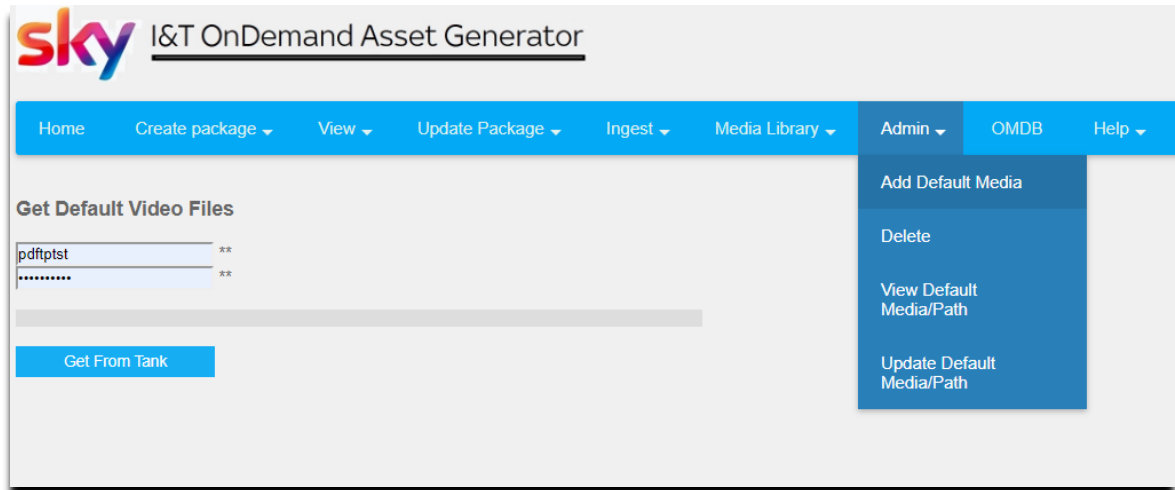 sky
I&T OnDemand Asset Generator
Home Create package View Update Package Ingest Media Library Admin OMDB Help
Add Default Media
Delete
View Default
Media/Path
Update Default
Media/Path
Get Default Video Files
pdftptst **
•••••••••• **
Get From Tank